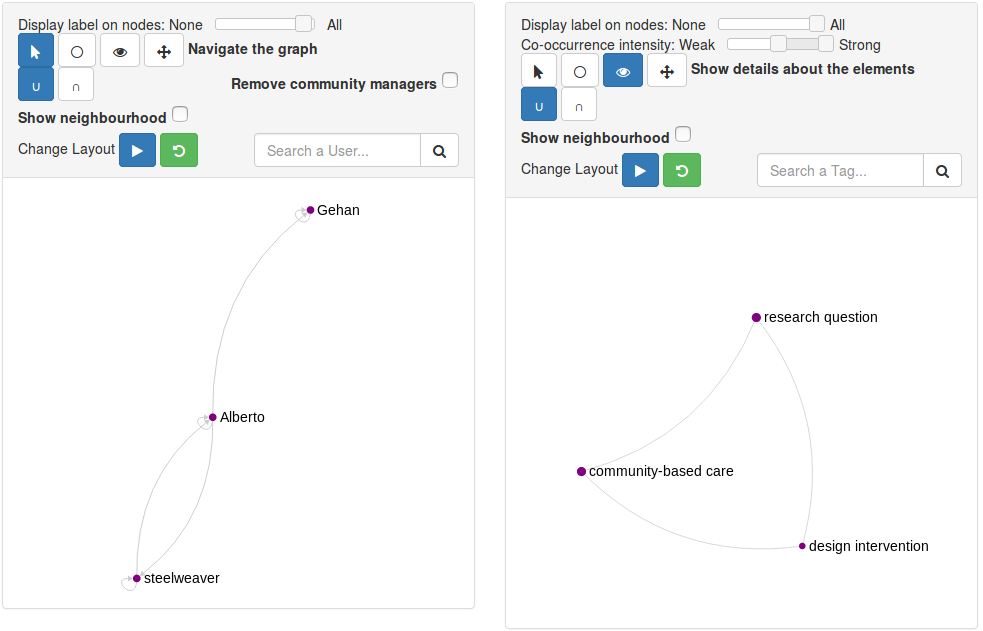 Display label on nodes: None All
Navigate the graph
∪ ∩
Remove community managers
Show neighbourhood
Change Layout
Search a User...
Gehan
Alberto
steelweaver
Display label on nodes: None All
Co-occurrence intensity: Weak Strong
Show details about the elements
∪ ∩
Show neighbourhood
Change Layout
Search a Tag...
research question
community-based care
design intervention